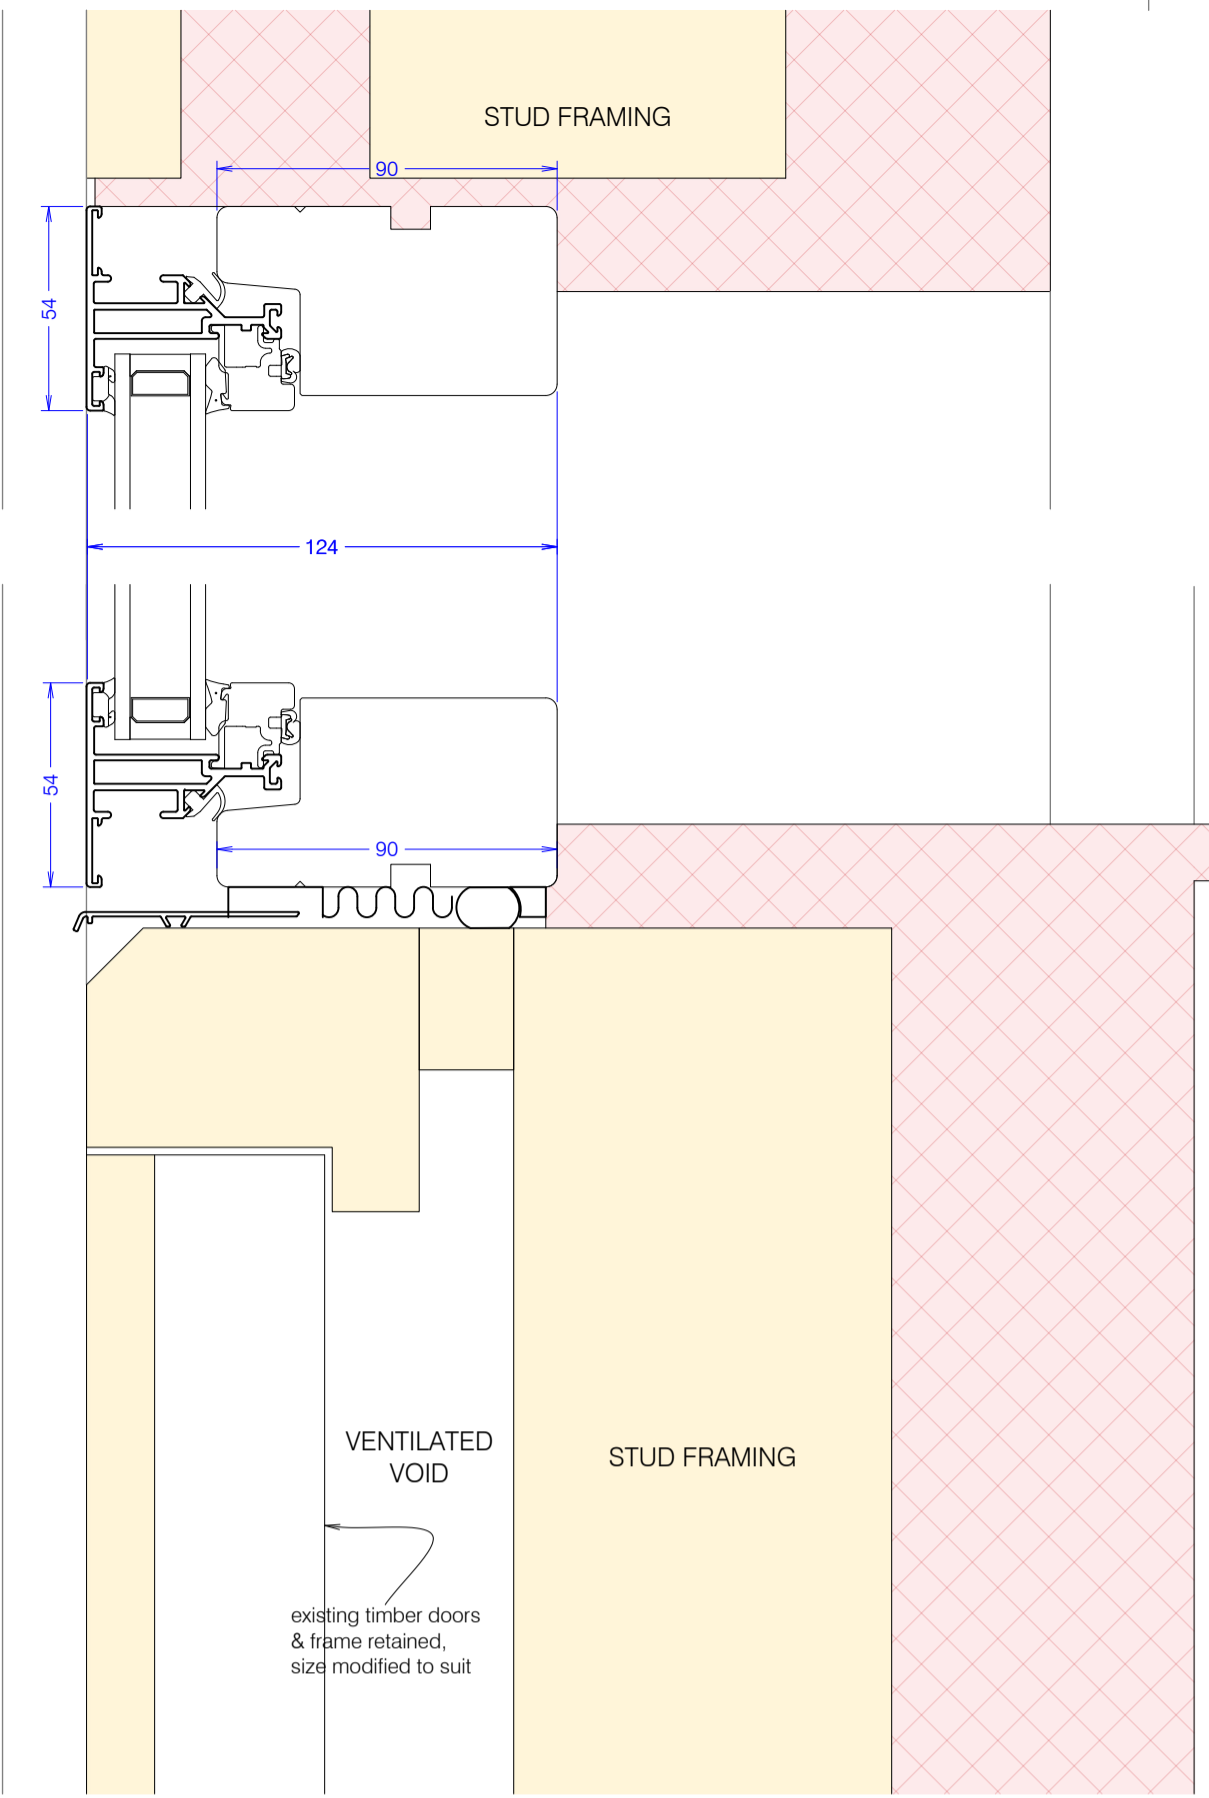 STUD FRAMING
90
54
124
54
90
VENTILATED
VOID
STUD FRAMING
existing timber doors
& frame retained,
size modified to suit